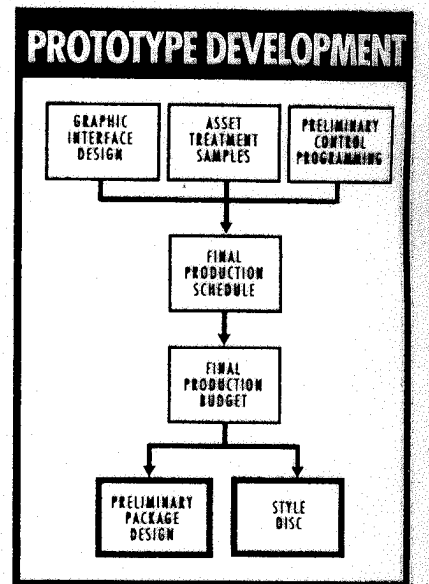 PROTOTYPE DEVELOPMENT
GRAPHIC
INTERFACE
DESIGN
ASSET
TREATMENT
SAMPLES
PRELIMINARY
CONTROL
PROGRAMMING
FINAL
PRODUCTION
SCHEDULE
FINAL
PRODUCTION
BUDGET
PRELIMINARY
PACKAGE
DESIGN
STYLE
DISC